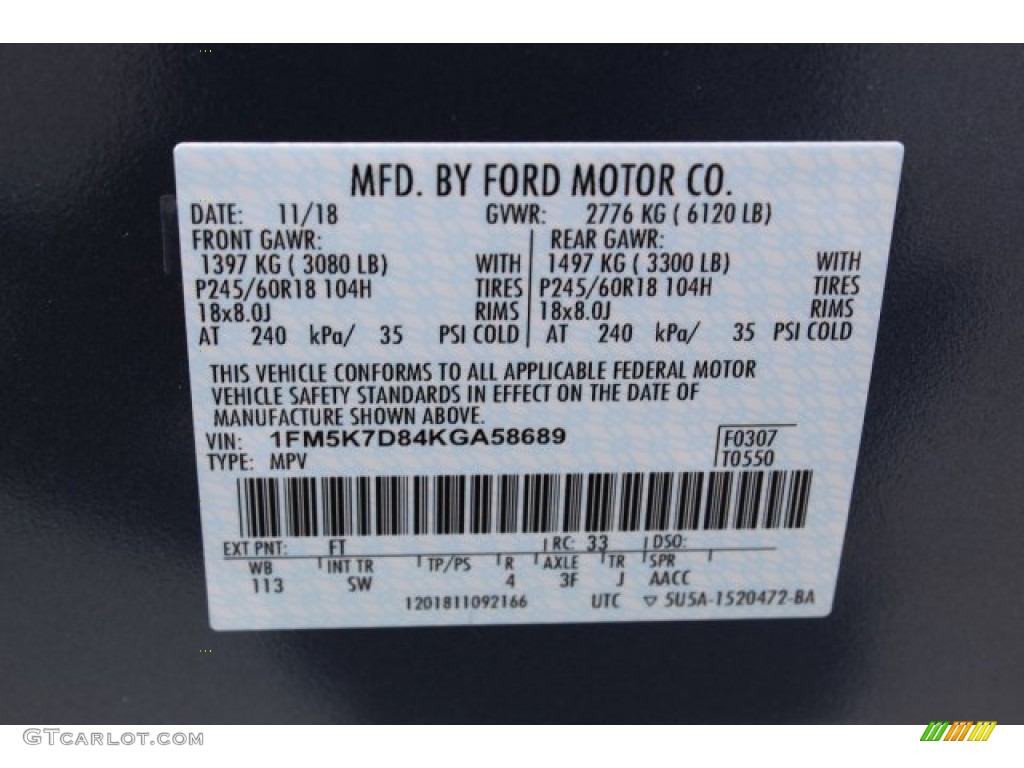 MFD. BY FORD MOTOR CO.
DATE: 11/18 GVWR: 2776 KG ( 6120 LB)
FRONT GAWR: REAR GAWR:
1397 KG ( 3080 LB) WITH 1497 KG ( 3300 LB) WITH
P245/60R18 104H TIRES P245/60R18 104H TIRES
18x8.0J RIMS 18x8.0J RIMS
AT 240 kPa/ 35 PSI COLD AT 240 kPa/ 35 PSI COLD
THIS VEHICLE CONFORMS TO ALL APPLICABLE FEDERAL MOTOR
VEHICLE SAFETY STANDARDS IN EFFECT ON THE DATE OF
MANUFACTURE SHOWN ABOVE.
VIN: 1FM5K7D84KGA58689 F0307
TYPE: MPV T0550
EXT PNT: FT RC: 33 DSO:
WB INT TR TP/PS R AXLE TR SPR
113 SW 4 3F J AACC
1201811092166 UTC ▽ 5U5A-1520472-BA
GTCarlot.com